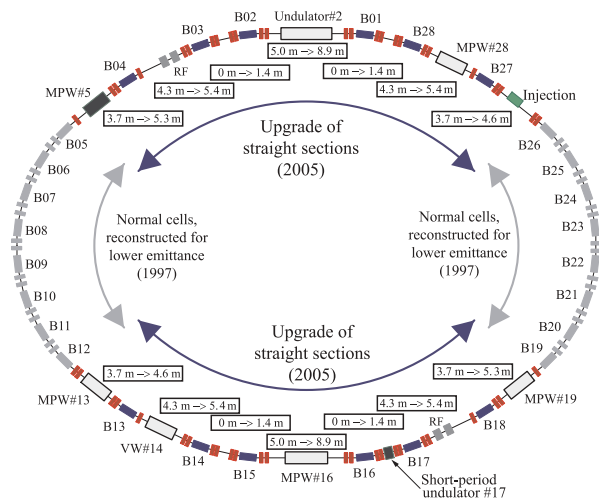 Undulator#2
B03
B02
B01
B28
5.0 m –> 8.9 m
MPW#28
B04
RF
0 m –> 1.4 m
0 m –> 1.4 m
B27
MPW#5
4.3 m –> 5.4 m
4.3 m –> 5.4 m
Injection
3.7 m –> 5.3 m
3.7 m –> 4.6 m
B05
Upgrade of
straight sections
(2005)
B26
B06
B25
B07
B24
B08
B23
Normal cells,
reconstructed for
lower emittance
(1997)
Normal cells,
reconstructed for
lower emittance
(1997)
B09
B22
B10
B21
B11
B20
B12
B19
Upgrade of
straight sections
(2005)
3.7 m –> 4.6 m
3.7 m –> 5.3 m
MPW#13
MPW#19
4.3 m –> 5.4 m
4.3 m –> 5.4 m
B13
0 m –> 1.4 m
0 m –> 1.4 m
RF
B18
VW#14
5.0 m –> 8.9 m
B14
B15
MPW#16
B16
B17
Short-period
undulator #17